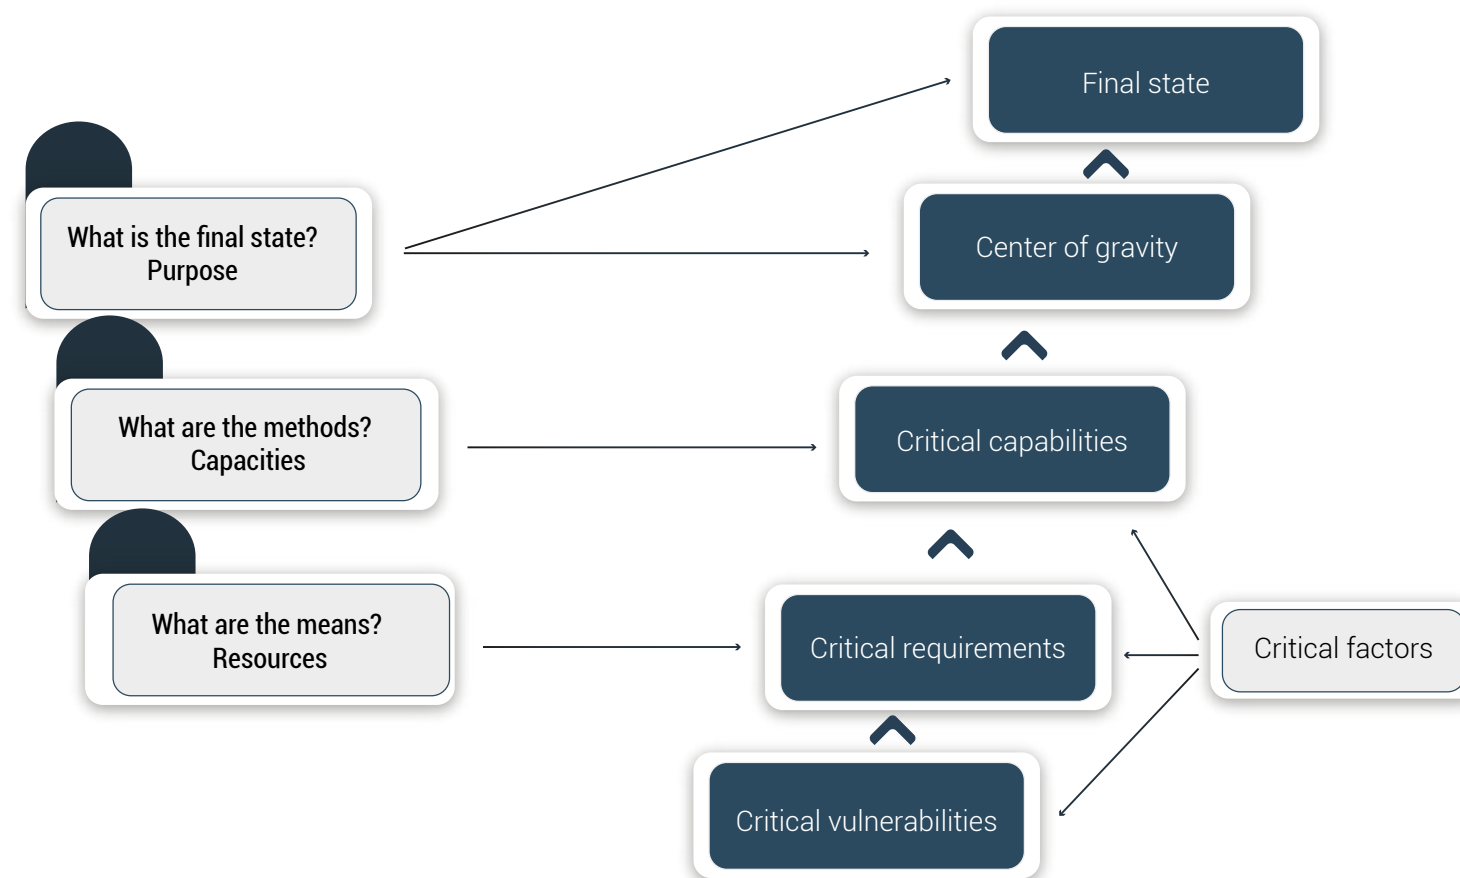 Final state
What is the final state?
Purpose
Center of gravity
What are the methods?
Capacities
Critical capabilities
What are the means?
Resources
Critical requirements
Critical factors
Critical vulnerabilities